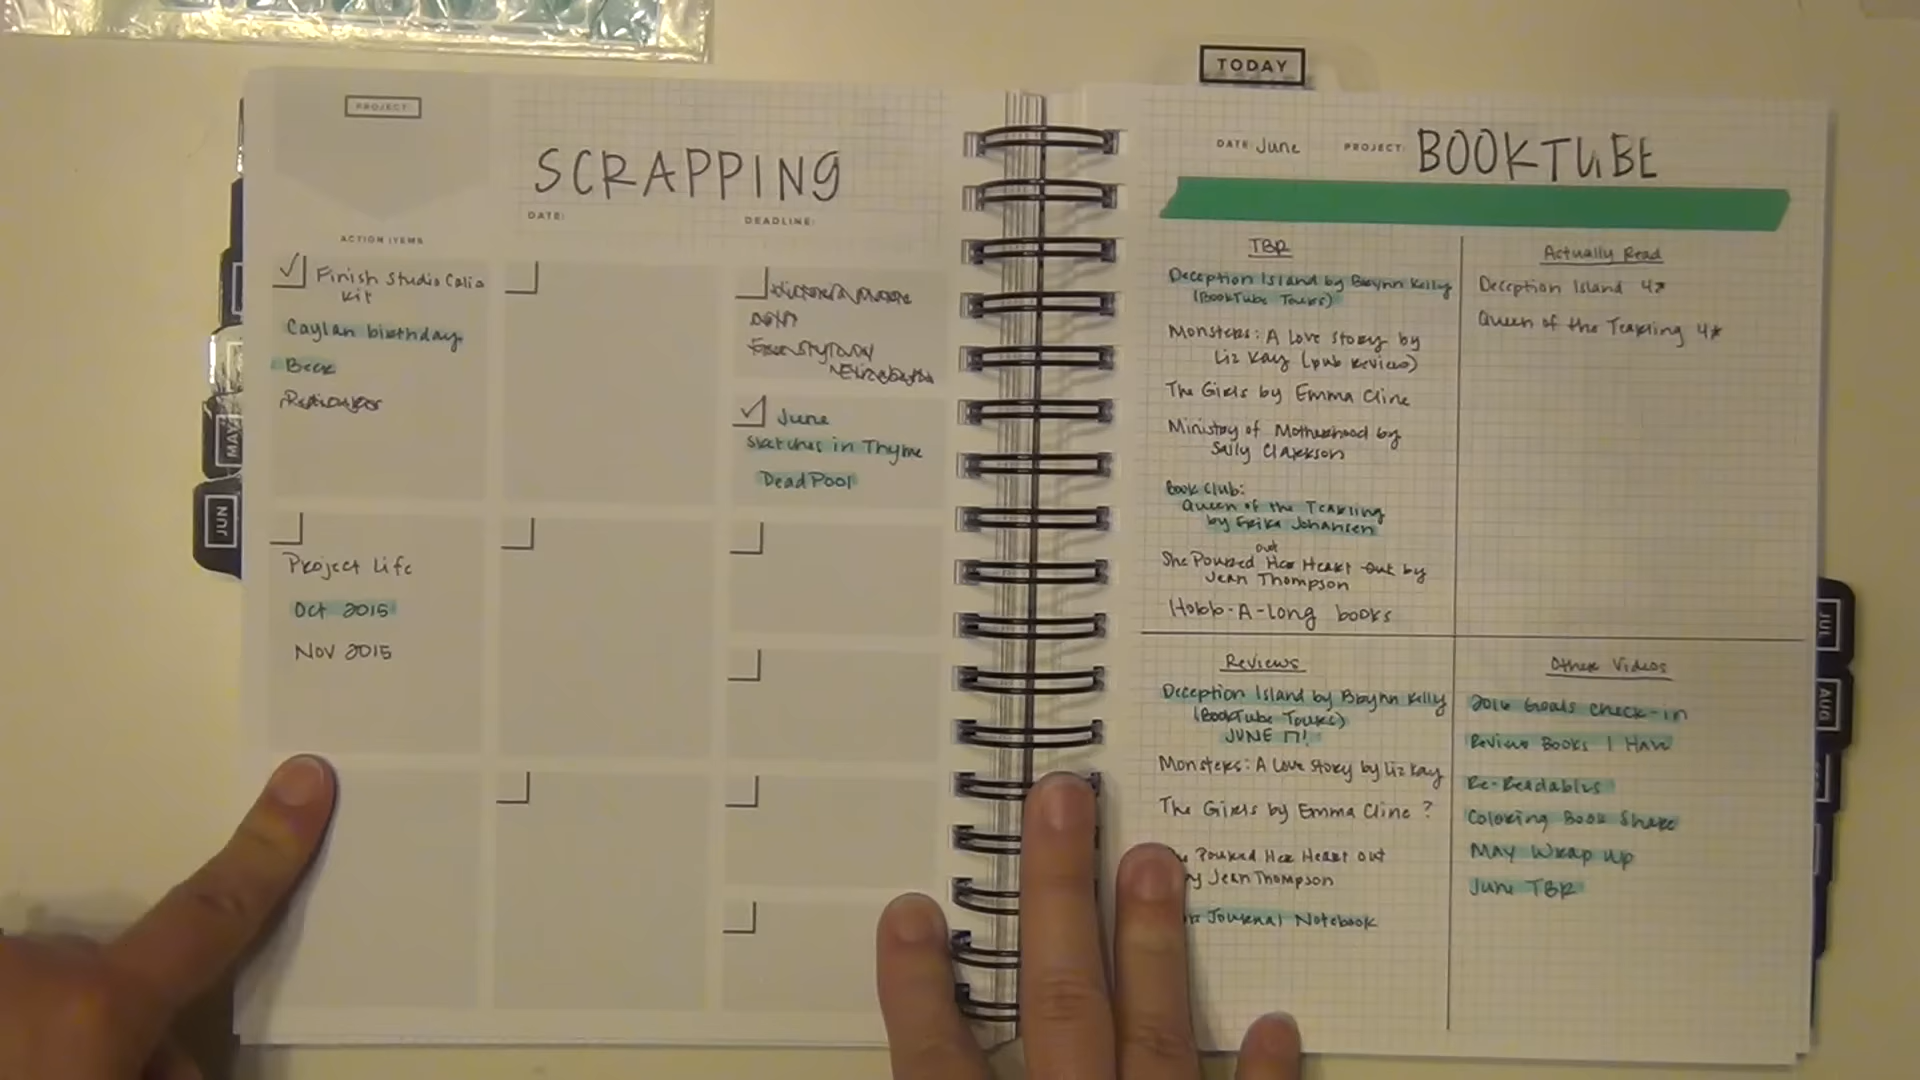 TODAY
PROJECT:
SCRAPPING
DATE:
DEADLINE:
ACTION ITEMS
Finish Studio Calio
Kit
Caylan birthday
Beck
Project Life
Oct 2015
Nov 2015
June
Sketches in Thyme
DeadPool
MAY
JUN
DATE: June
PROJECT: BOOKTUBE
TBR
Deception Island by Brynn Kelly
(BookTube Tours)
Monsters: A Love Story by
Liz Kay (pub review)
The Girls by Emma Cline
Ministry of Motherhood by
Sally Clarkson
Book Club:
Queen of the Tearling
by Erika Johansen
out
She Poured Her Heart out by
Jean Thompson
Hobb-A-Long books
Actually Read
Deception Island 4★
Queen of the Tearling 4★
Reviews
Deception Island by Brynn Kelly
(BookTube Tours)
JUNE 17!
Monsters: A Love Story by Liz Kay
The Girls by Emma Cline ?
Poured Her Heart out
by Jean Thompson
Journal Notebook
Other Videos
2016 Goals Check-in
Review Books I Have
Re-Readables
Coloring Book Share
May Wrap up
June TBR
JUL
AUG